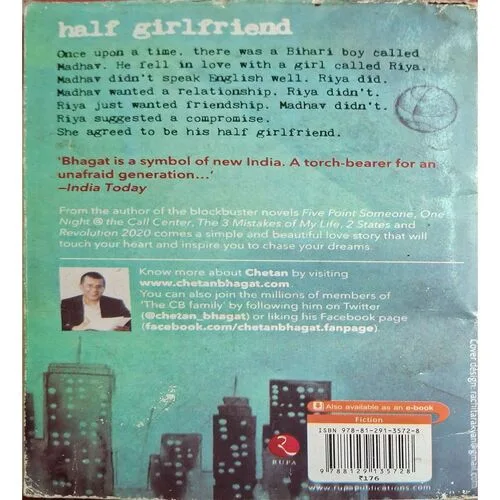 half girlfriend
Once upon a time, there was a Bihari boy called
Madhav. He fell in love with a girl called Riya.
Madhav didn't speak English well. Riya did.
Madhav wanted a relationship. Riya didn't.
Riya just wanted friendship. Madhav didn't.
Riya suggested a compromise.
She agreed to be his half girlfriend.
'Bhagat is a symbol of new India. A torch-bearer for an
unafraid generation...'
—India Today
From the author of the blockbuster novels Five Point Someone, One
Night @ the Call Center, The 3 Mistakes of My Life, 2 States and
Revolution 2020 comes a simple and beautiful love story that will
touch your heart and inspire you to chase your dreams.
Know more about Chetan by visiting
www.chetanbhagat.com.
You can also join the millions of members of
'The CB family' by following him on Twitter
(@chetan_bhagat) or liking his Facebook page
(facebook.com/chetanbhagat.fanpage).
Also available as an e-book
Fiction
ISBN 978-81-291-3572-8
9 788129 135728
₹176
www.rupapublications.com
RUPA
Cover design: